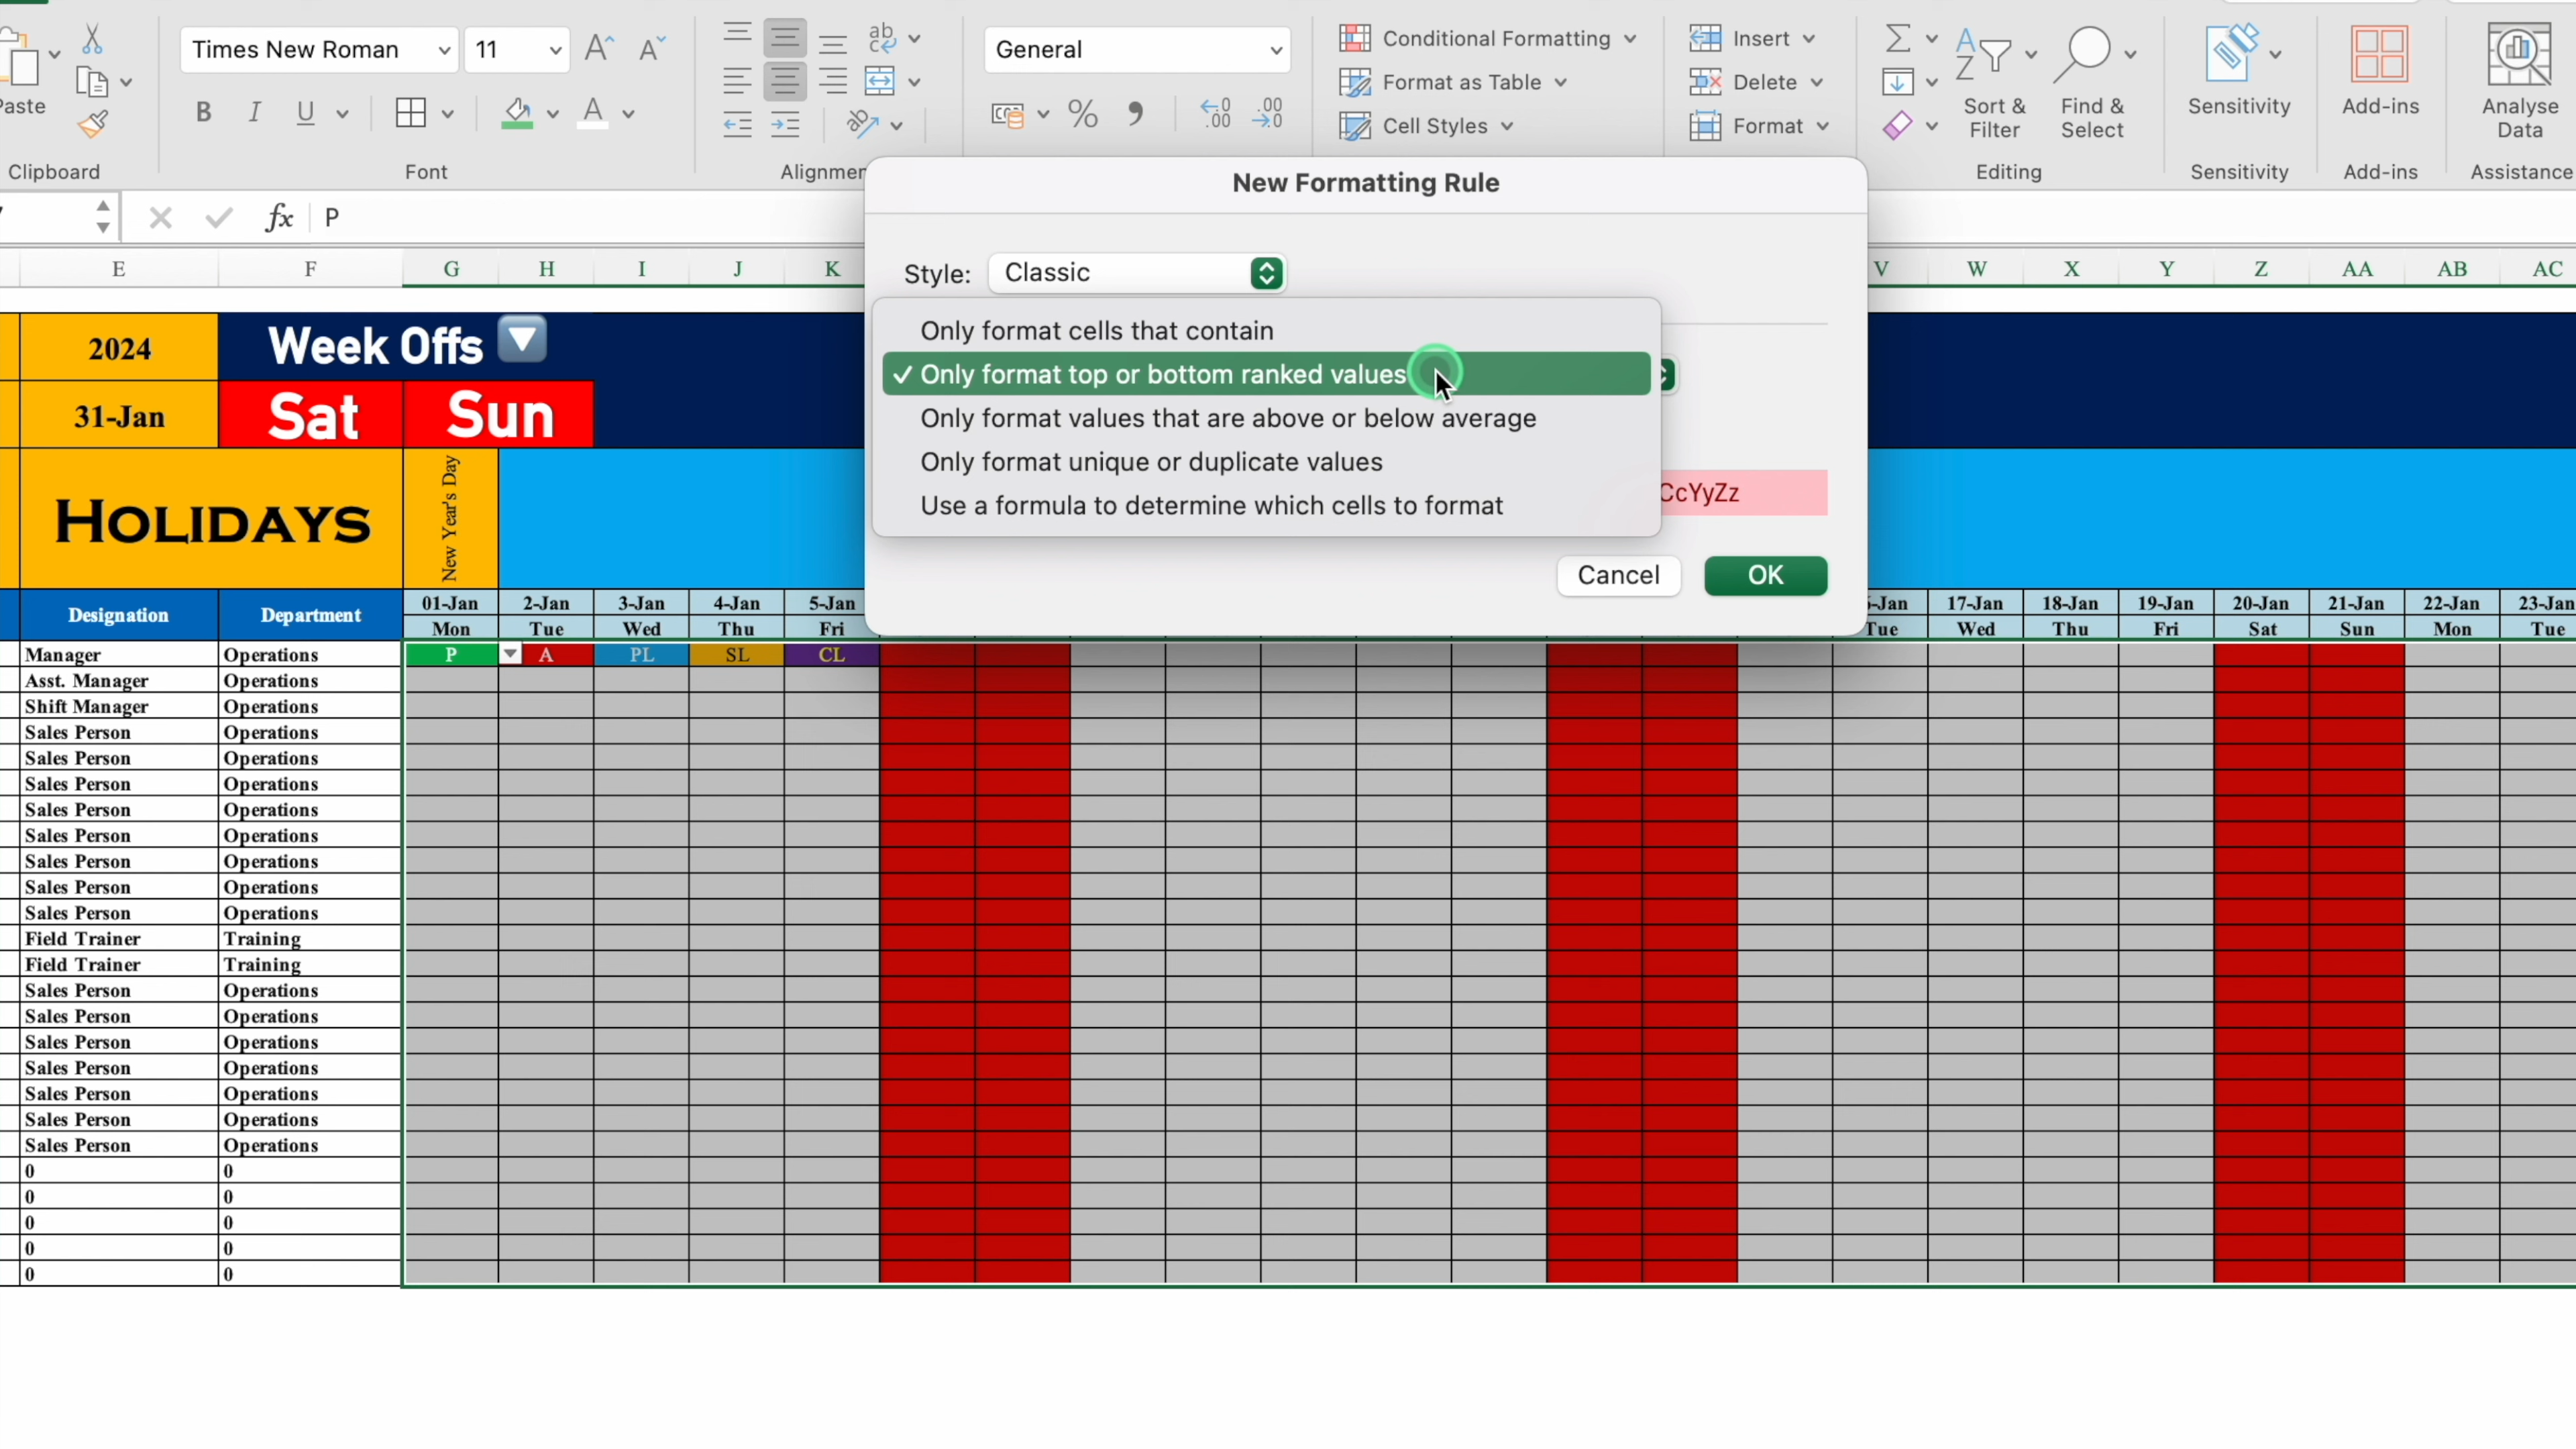 Times New Roman 11 General Conditional Formatting Insert
Format as Table Delete
Paste B I U Cell Styles Format Sort & Filter Find & Select Sensitivity Add-ins Analyse Data
Clipboard Font Editing Sensitivity Add-ins Assistance
New Formatting Rule
fx P
E F G H I J K V W X Y Z AA AB AC
Style: Classic
Only format cells that contain
✓ Only format top or bottom ranked values
Only format values that are above or below average
Only format unique or duplicate values
Use a formula to determine which cells to format
CcYyZz
Cancel OK
2024 Week Offs
31-Jan Sat Sun
HOLIDAYS New Year's Day
Designation Department
01-Jan 2-Jan 3-Jan 4-Jan 5-Jan 17-Jan 18-Jan 19-Jan 20-Jan 21-Jan 22-Jan 23-Jan
Mon Tue Wed Thu Fri Tue Wed Thu Fri Sat Sun Mon Tue
Manager Operations P A PL SL CL
Asst. Manager Operations
Shift Manager Operations
Sales Person Operations
Sales Person Operations
Sales Person Operations
Sales Person Operations
Sales Person Operations
Sales Person Operations
Sales Person Operations
Sales Person Operations
Field Trainer Training
Field Trainer Training
Sales Person Operations
Sales Person Operations
Sales Person Operations
Sales Person Operations
Sales Person Operations
Sales Person Operations
Sales Person Operations
0 0
0 0
0 0
0 0
0 0